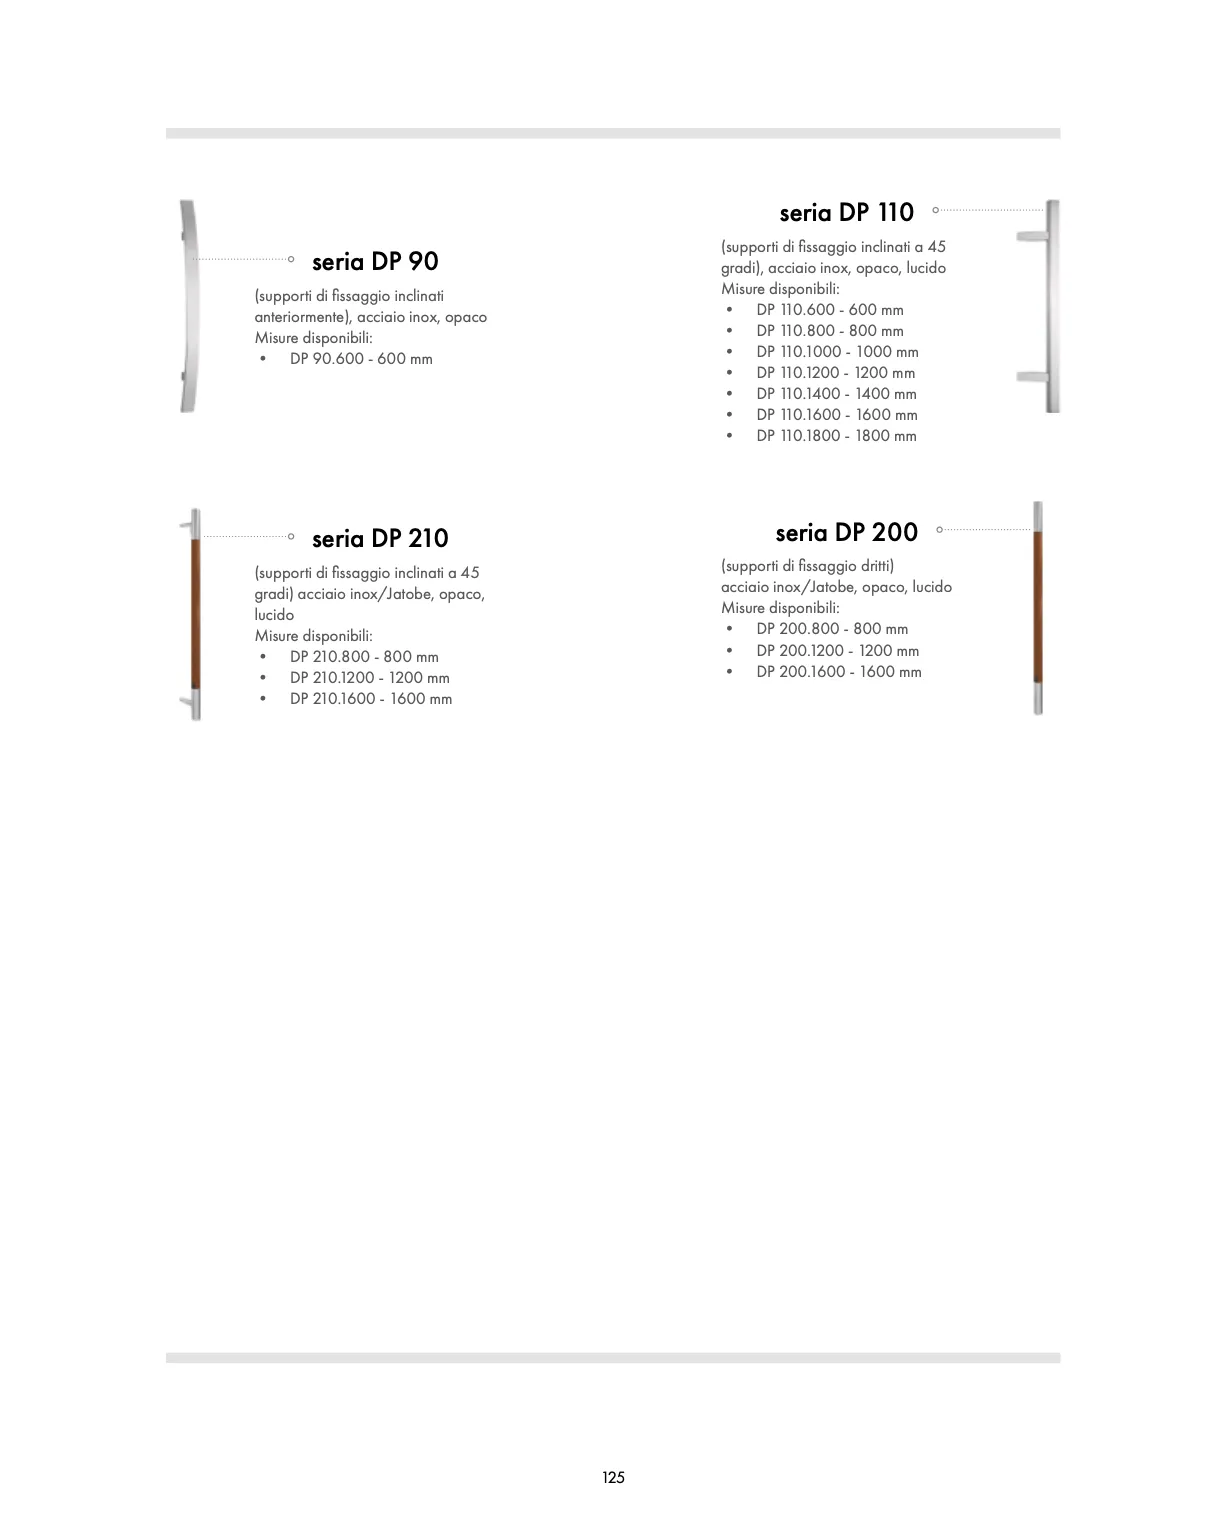 seria DP 90
(supporti di fissaggio inclinati
anteriormente), acciaio inox, opaco
Misure disponibili:
• DP 90.600 - 600 mm
seria DP 110
(supporti di fissaggio inclinati a 45
gradi), acciaio inox, opaco, lucido
Misure disponibili:
• DP 110.600 - 600 mm
• DP 110.800 - 800 mm
• DP 110.1000 - 1000 mm
• DP 110.1200 - 1200 mm
• DP 110.1400 - 1400 mm
• DP 110.1600 - 1600 mm
• DP 110.1800 - 1800 mm
seria DP 210
(supporti di fissaggio inclinati a 45
gradi) acciaio inox/Jatobe, opaco,
lucido
Misure disponibili:
• DP 210.800 - 800 mm
• DP 210.1200 - 1200 mm
• DP 210.1600 - 1600 mm
seria DP 200
(supporti di fissaggio dritti)
acciaio inox/Jatobe, opaco, lucido
Misure disponibili:
• DP 200.800 - 800 mm
• DP 200.1200 - 1200 mm
• DP 200.1600 - 1600 mm
125